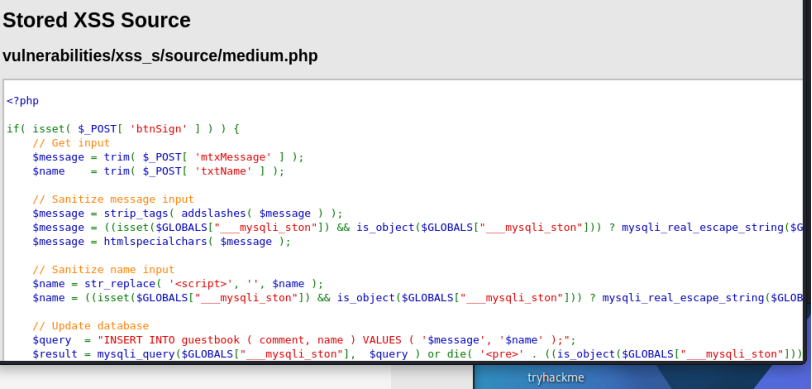 Stored XSS Source
vulnerabilities/xss_s/source/medium.php
<?php
if( isset( $_POST[ 'btnSign' ] ) ) {
// Get input
$message = trim( $_POST[ 'mtxMessage' ] );
$name    = trim( $_POST[ 'txtName' ] );
// Sanitize message input
$message = strip_tags( addslashes( $message ) );
$message = ((isset($GLOBALS["___mysqli_ston"]) && is_object($GLOBALS["___mysqli_ston"])) ? mysqli_real_escape_string($G
$message = htmlspecialchars( $message );
// Sanitize name input
$name = str_replace( '<script>', '', $name );
$name = ((isset($GLOBALS["___mysqli_ston"]) && is_object($GLOBALS["___mysqli_ston"])) ? mysqli_real_escape_string($GLOB
// Update database
$query  = "INSERT INTO guestbook ( comment, name ) VALUES ( '$message', '$name' );";
$result = mysqli_query($GLOBALS["___mysqli_ston"],  $query ) or die( '<pre>' . ((is_object($GLOBALS["___mysqli_ston"]))
tryhackme